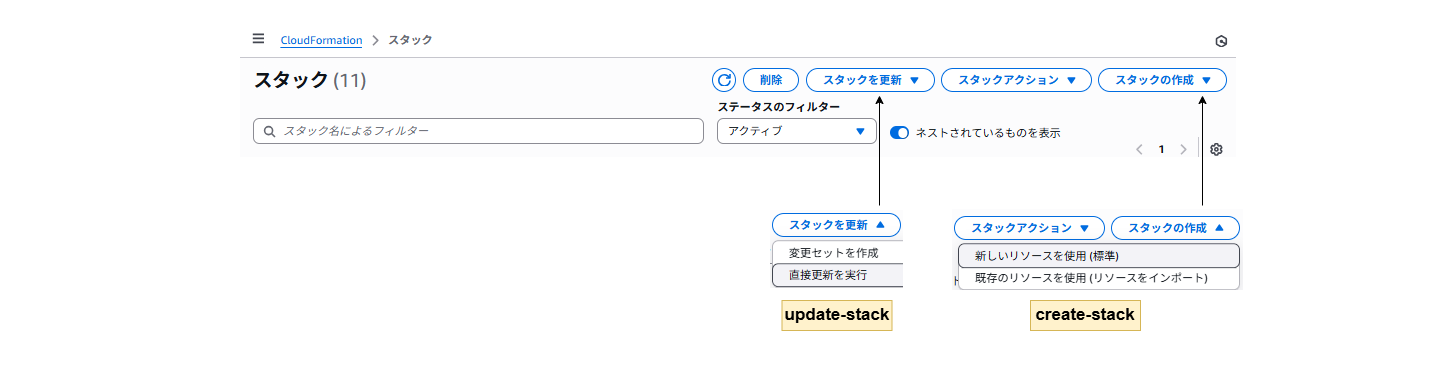 CloudFormation > スタック
スタック (11)
削除
スタックを更新
スタックアクション
スタックの作成
ステータスのフィルター
スタック名によるフィルター
アクティブ
ネストされているものを表示
1
スタックを更新
変更セットを作成
直接更新を実行
update-stack
スタックアクション
スタックの作成
新しいリソースを使用 (標準)
既存のリソースを使用 (リソースをインポート)
create-stack